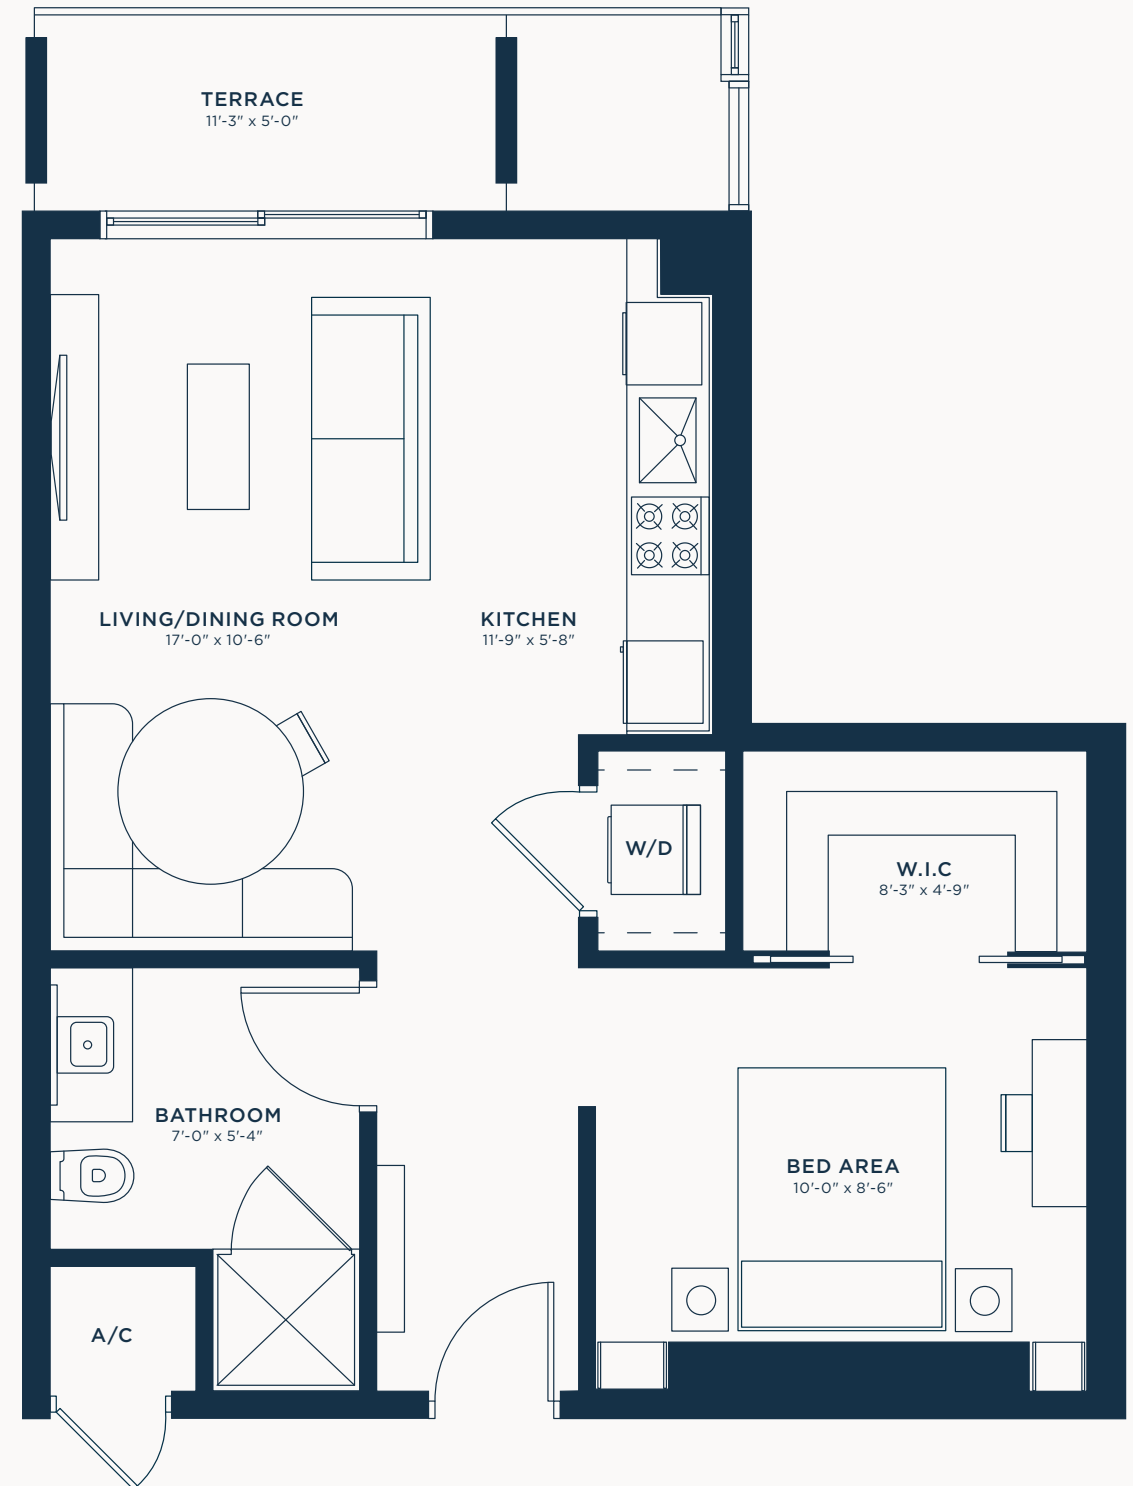 TERRACE
11'-3" x 5'-0"
LIVING/DINING ROOM
17'-0" x 10'-6"
KITCHEN
11'-9" x 5'-8"
W/D
W.I.C
8'-3" x 4'-9"
BATHROOM
7'-0" x 5'-4"
BED AREA
10'-0" x 8'-6"
A/C